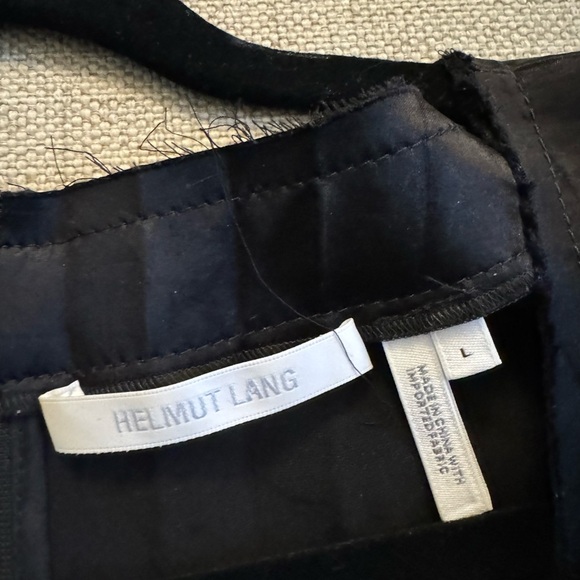 HELMUT LANG
L
MADE IN CHINA WITH
IMPORTED FABRIC